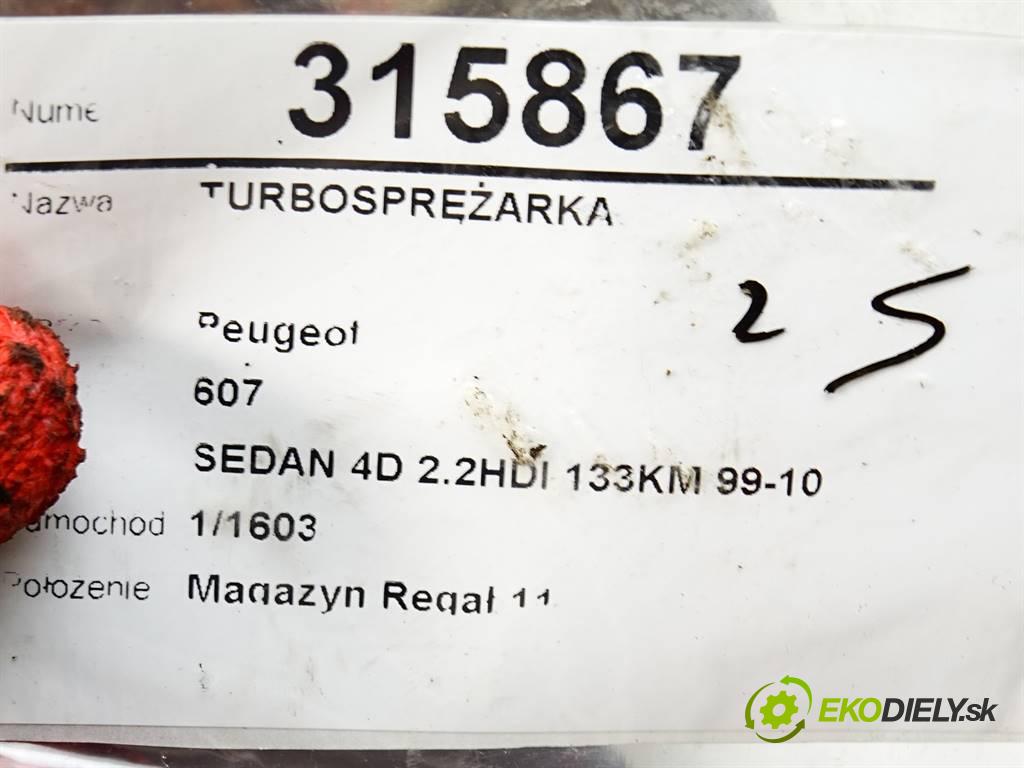 Nume 315867
Nazwa TURBOSPRĘŻARKA
2 5
Peugeot
607
SEDAN 4D 2.2HDI 133KM 99-10
Samochod 1/1603
Położenie Magazyn Regał 11
EKODIELY.sk